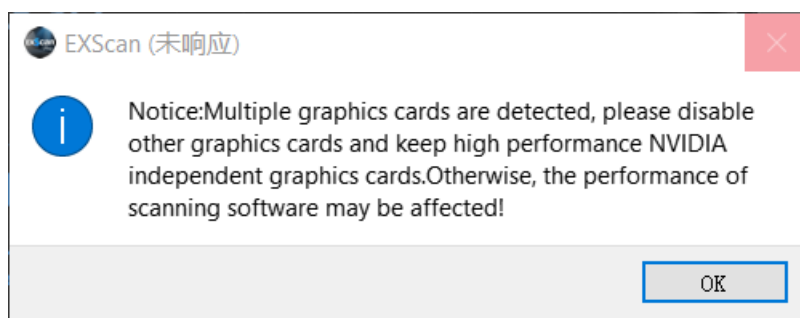 EXScan (未响应)
Notice:Multiple graphics cards are detected, please disable
other graphics cards and keep high performance NVIDIA
independent graphics cards.Otherwise, the performance of
scanning software may be affected!
OK